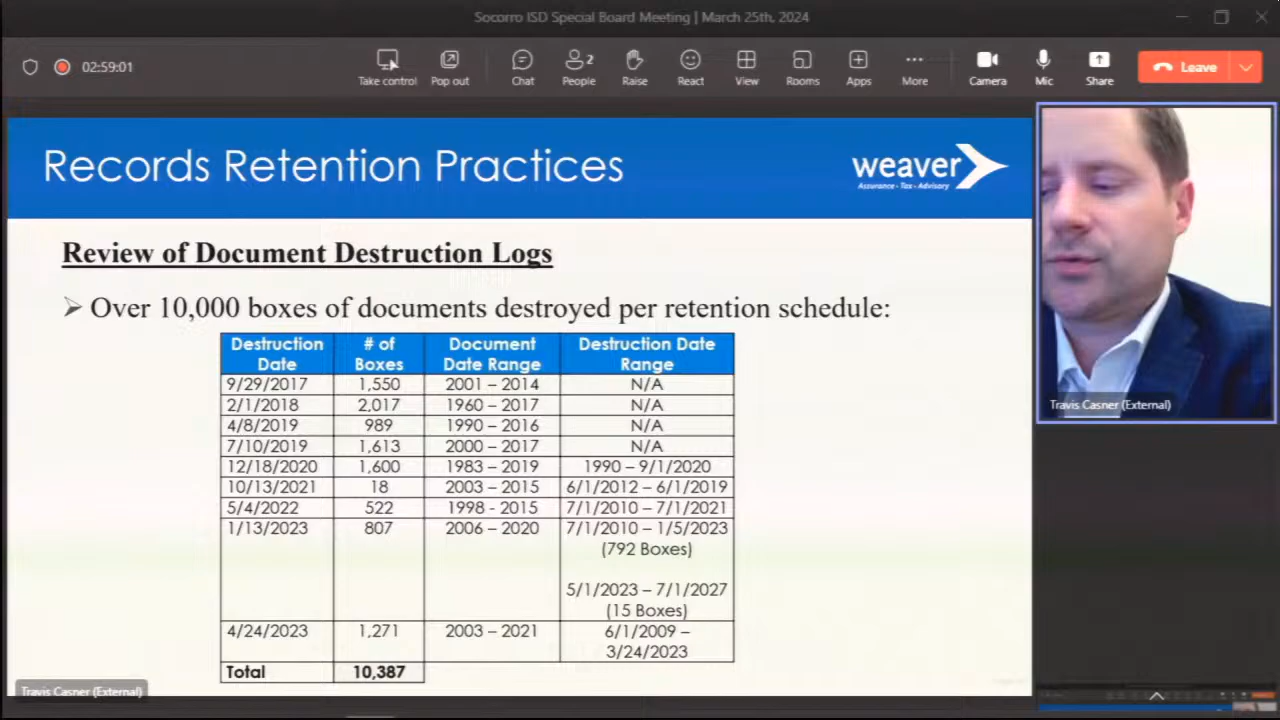 Socorro ISD Special Board Meeting | March 25th, 2024
02:59:01
Take control Pop out Chat People 2 Raise React View Rooms Apps More Camera Mic Share Leave
Records Retention Practices
weaver
Assurance · Tax · Advisory
Review of Document Destruction Logs
➢ Over 10,000 boxes of documents destroyed per retention schedule:
Destruction Date # of Boxes Document Date Range Destruction Date Range
9/29/2017 1,550 2001 – 2014 N/A
2/1/2018 2,017 1960 – 2017 N/A
4/8/2019 989 1990 – 2016 N/A
7/10/2019 1,613 2000 – 2017 N/A
12/18/2020 1,600 1983 – 2019 1990 – 9/1/2020
10/13/2021 18 2003 – 2015 6/1/2012 – 6/1/2019
5/4/2022 522 1998 - 2015 7/1/2010 – 7/1/2021
1/13/2023 807 2006 – 2020 7/1/2010 – 1/5/2023
(792 Boxes)
5/1/2023 – 7/1/2027
(15 Boxes)
4/24/2023 1,271 2003 – 2021 6/1/2009 –
3/24/2023
Total 10,387
Travis Casner (External)
Travis Casner (External)